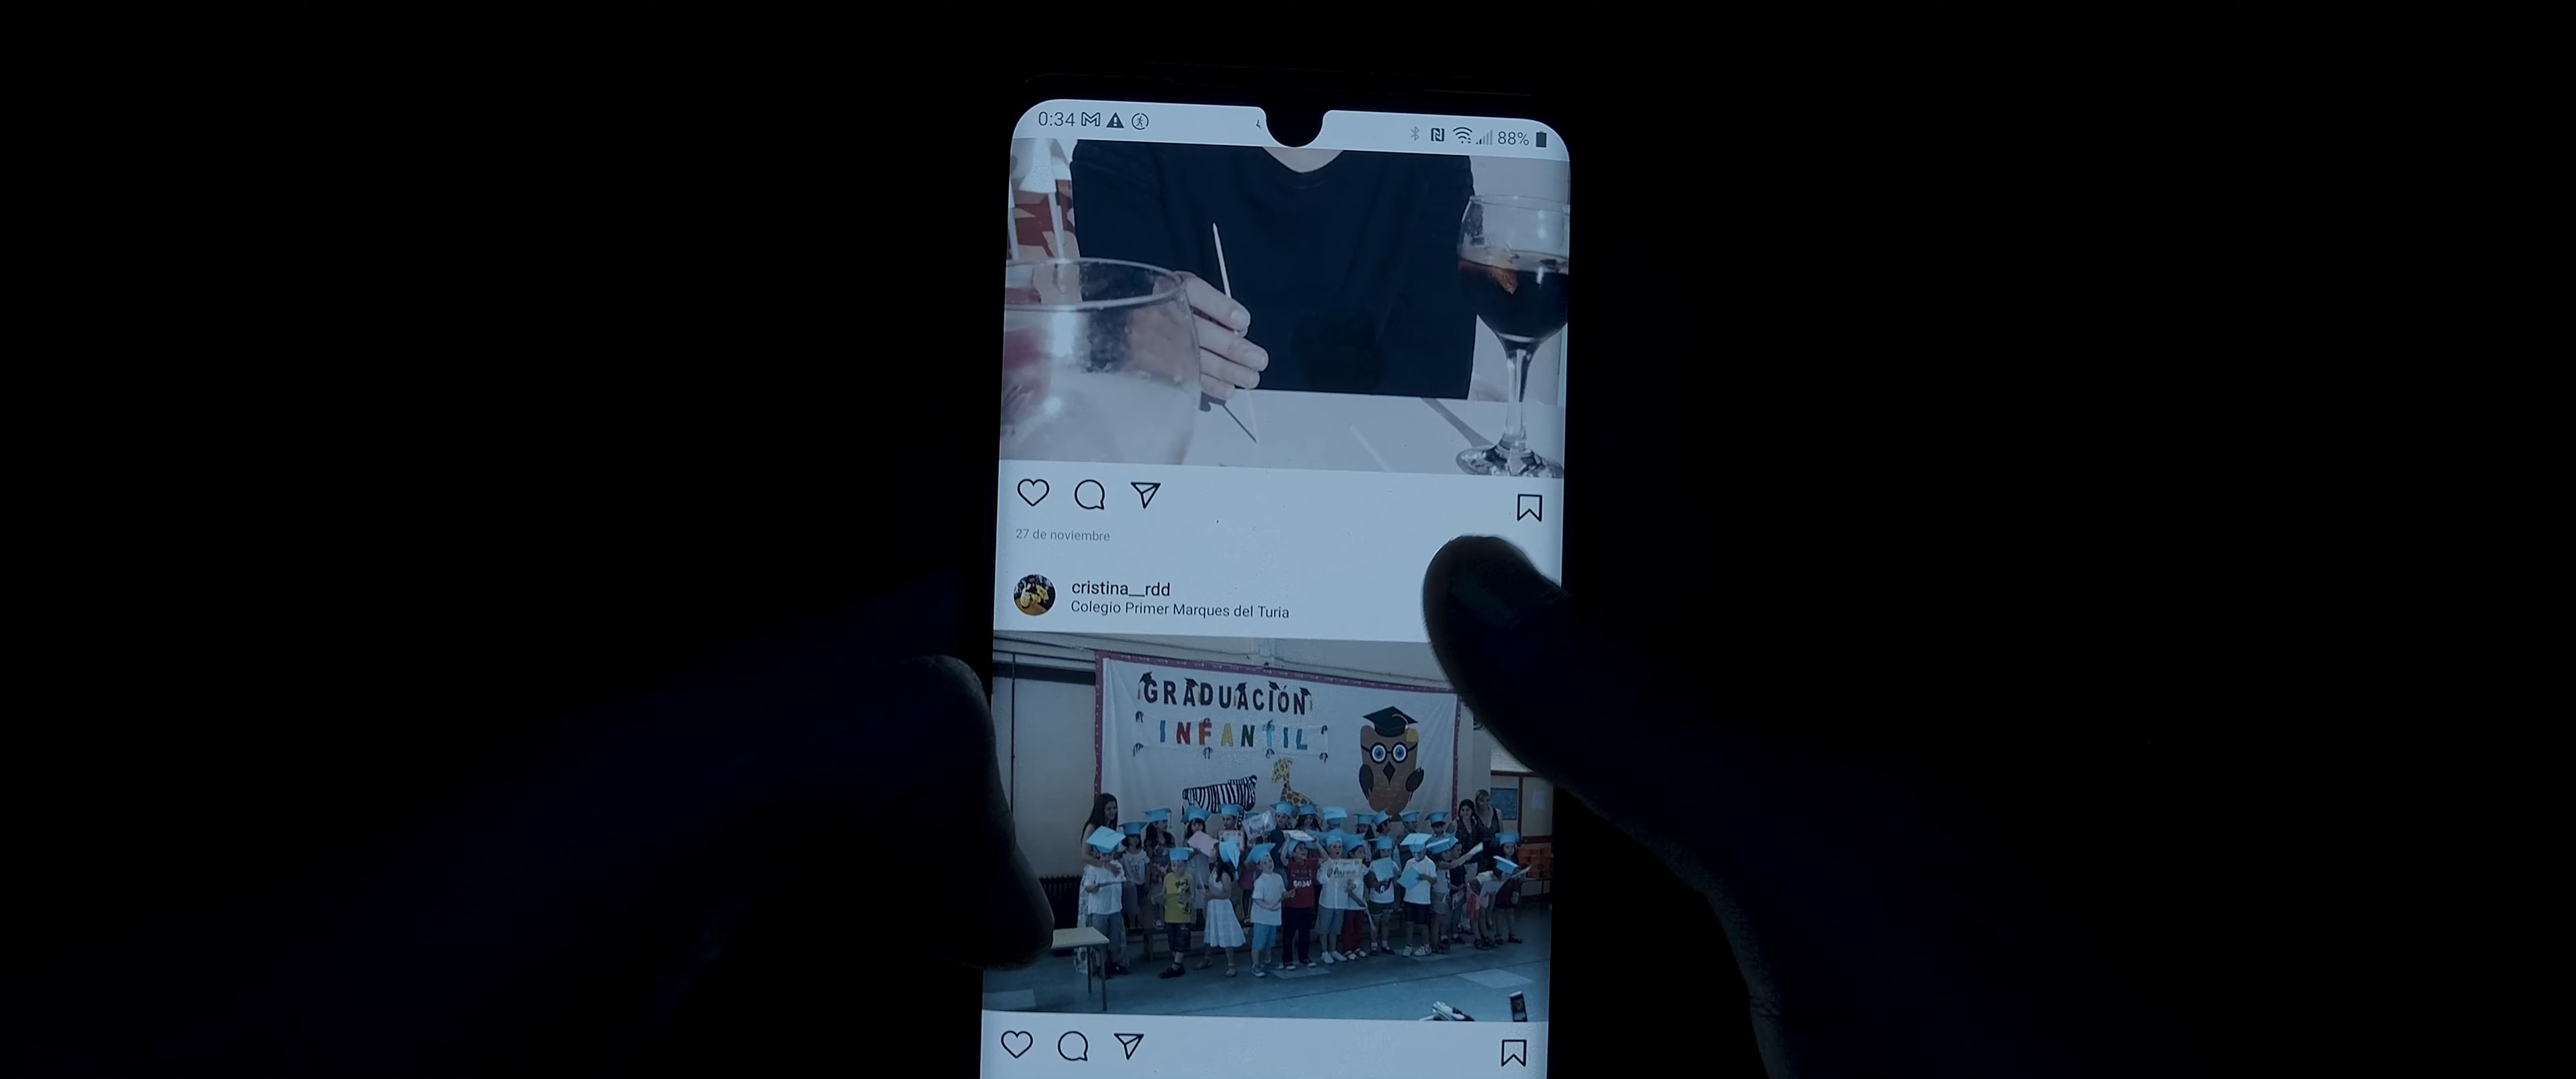 0:34
88%
27 de noviembre
cristina__rdd
Colegio Primer Marques del Turia
GRADUACIÓN
INFANTIL